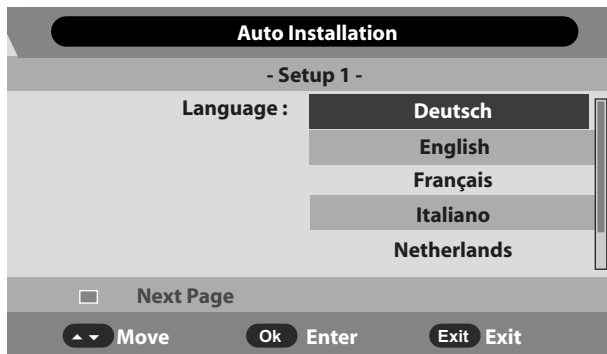 Auto Installation
- Setup 1 -
Language : Deutsch
English
Français
Italiano
Netherlands
Next Page
Move Ok Enter Exit Exit